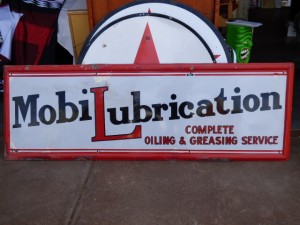 MobiLubrication
COMPLETE
OILING & GREASING SERVICE